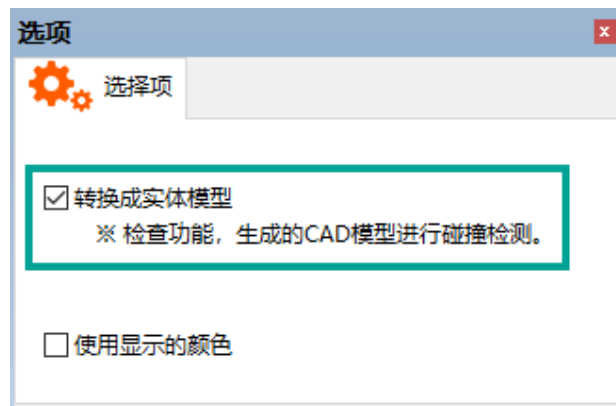 选项
x
选择项
转换成实体模型
※ 检查功能，生成的CAD模型进行碰撞检测。
使用显示的颜色